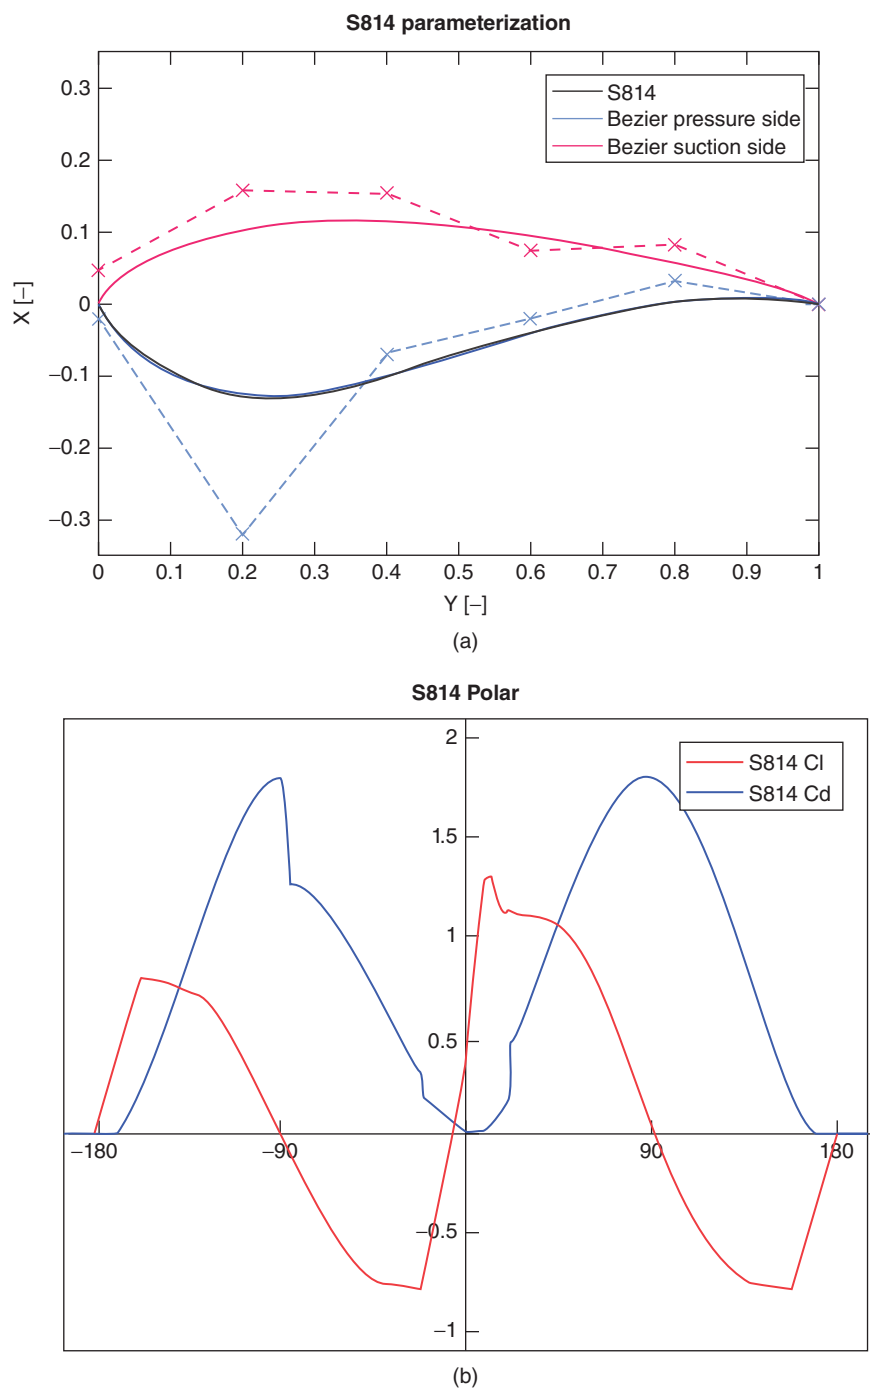 S814 parameterization
0.3
0.2
0.1
0
–0.1
–0.2
–0.3
X [–]
S814
Bezier pressure side
Bezier suction side
0 0.1 0.2 0.3 0.4 0.5 0.6 0.7 0.8 0.9 1
Y [–]
(a)
S814 Polar
2
1.5
1
0.5
–0.5
–1
S814 Cl
S814 Cd
–180 –90 90 180
(b)